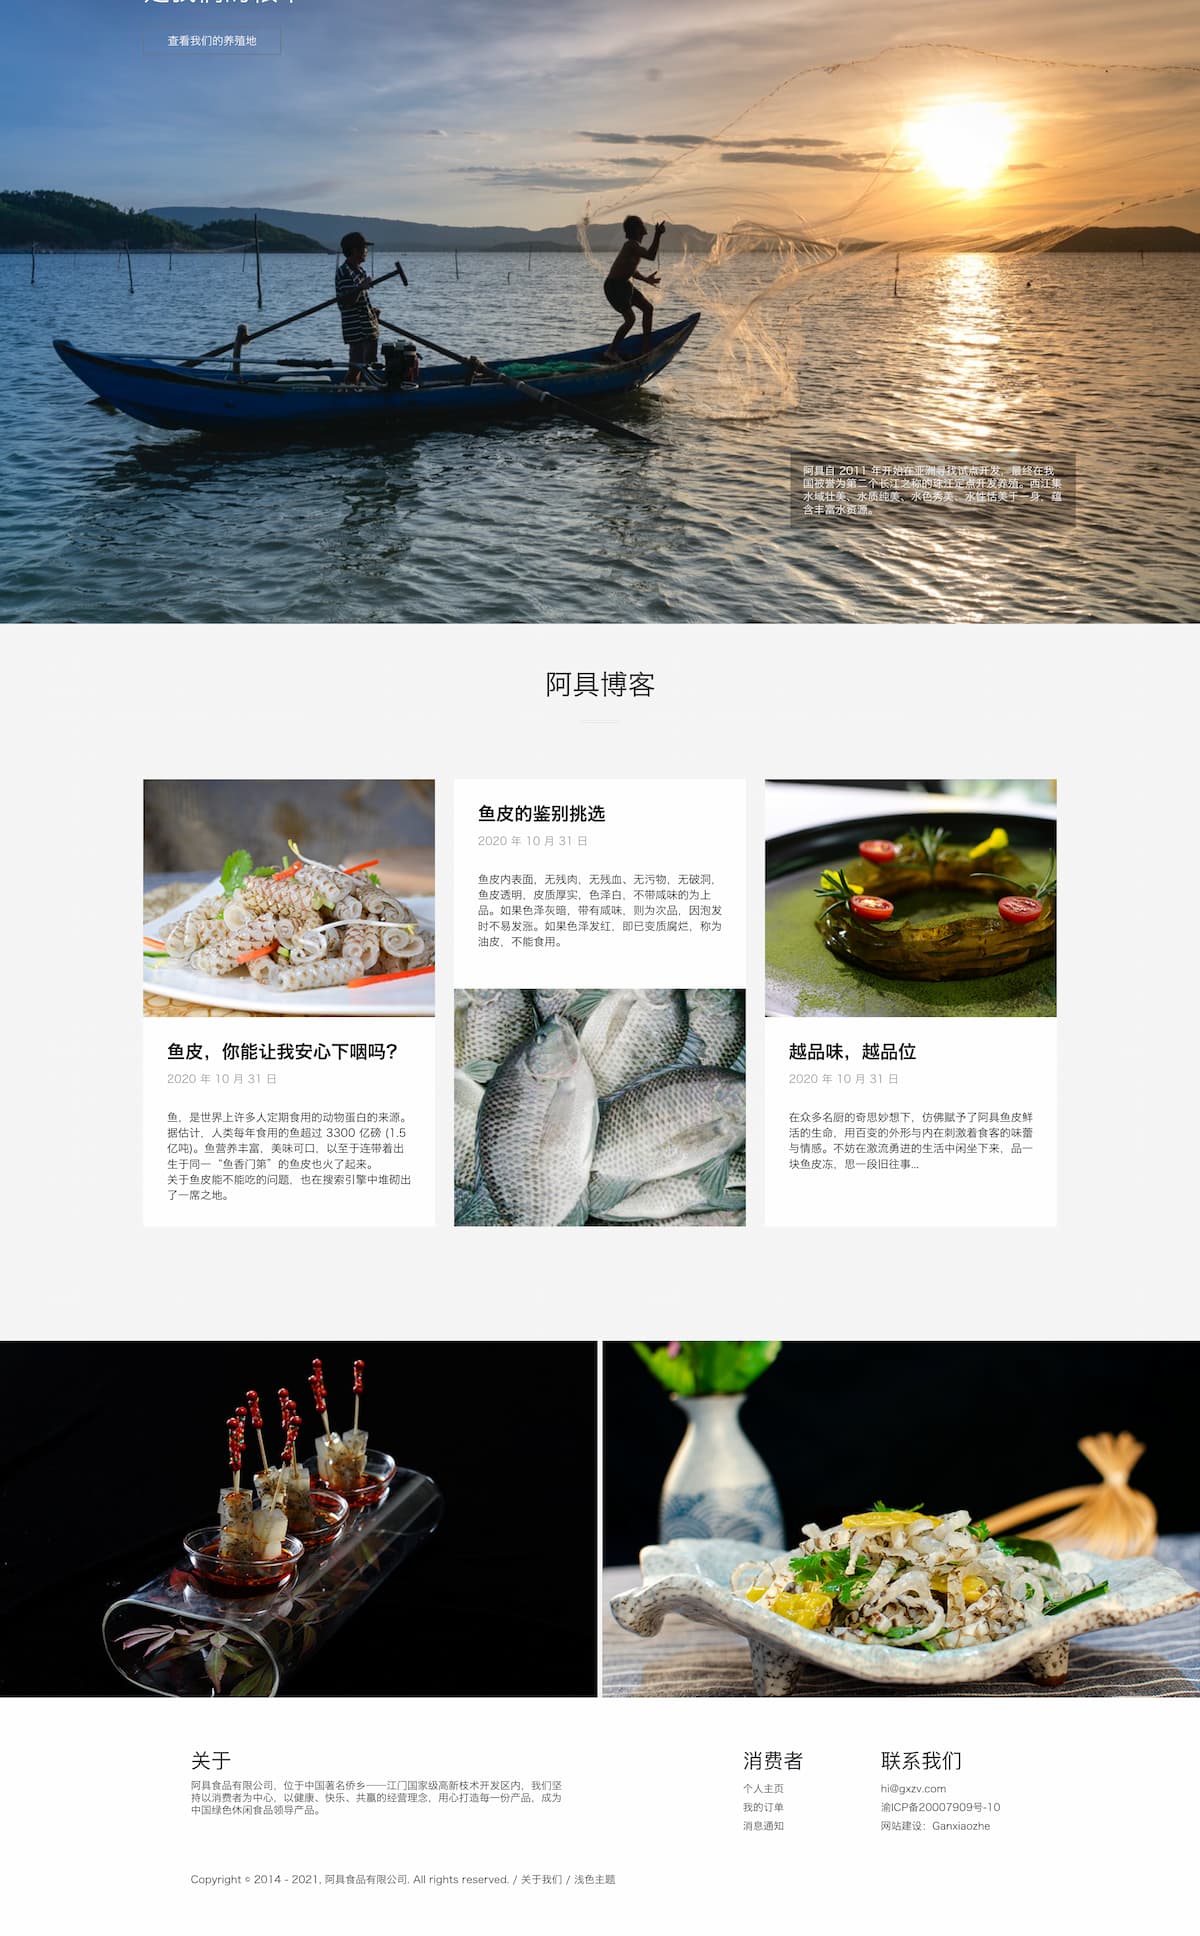 查看我们的养殖地
阿具自 2011 年开始在亚洲寻找试点开发，最终在我
国被誉为第二个长江之称的珠江定点开发养殖。西江集
水域壮美、水质纯美、水色秀美、水性恬美于一身，蕴
含丰富水资源。
阿具博客
鱼皮的鉴别挑选
2020 年 10 月 31 日
鱼皮内表面，无残肉，无残血、无污物，无破洞，
鱼皮透明，皮质厚实，色泽白，不带咸味的为上
品。如果色泽灰暗，带有咸味，则为次品，因泡发
时不易发涨。如果色泽发红，即已变质腐烂，称为
油皮，不能食用。
鱼皮，你能让我安心下咽吗？
2020 年 10 月 31 日
鱼，是世界上许多人定期食用的动物蛋白的来源。
据估计，人类每年食用的鱼超过 3300 亿磅 (1.5
亿吨)。鱼营养丰富，美味可口，以至于连带着出
生于同一“鱼香门第”的鱼皮也火了起来。
关于鱼皮能不能吃的问题，也在搜索引擎中堆砌出
了一席之地。
越品味，越品位
2020 年 10 月 31 日
在众多名厨的奇思妙想下，仿佛赋予了阿具鱼皮鲜
活的生命，用百变的外形与内在刺激着食客的味蕾
与情感。不妨在激流勇进的生活中闲坐下来，品一
块鱼皮冻，思一段旧往事...
关于
阿具食品有限公司，位于中国著名侨乡——江门国家级高新技术开发区内，我们坚
持以消费者为中心，以健康、快乐、共赢的经营理念，用心打造每一份产品，成为
中国绿色休闲食品领导产品。
消费者
个人主页
我的订单
消息通知
联系我们
hi@gxzv.com
渝ICP备20007909号-10
网站建设：Ganxiaozhe
Copyright © 2014 - 2021, 阿具食品有限公司. All rights reserved. / 关于我们 / 浅色主题